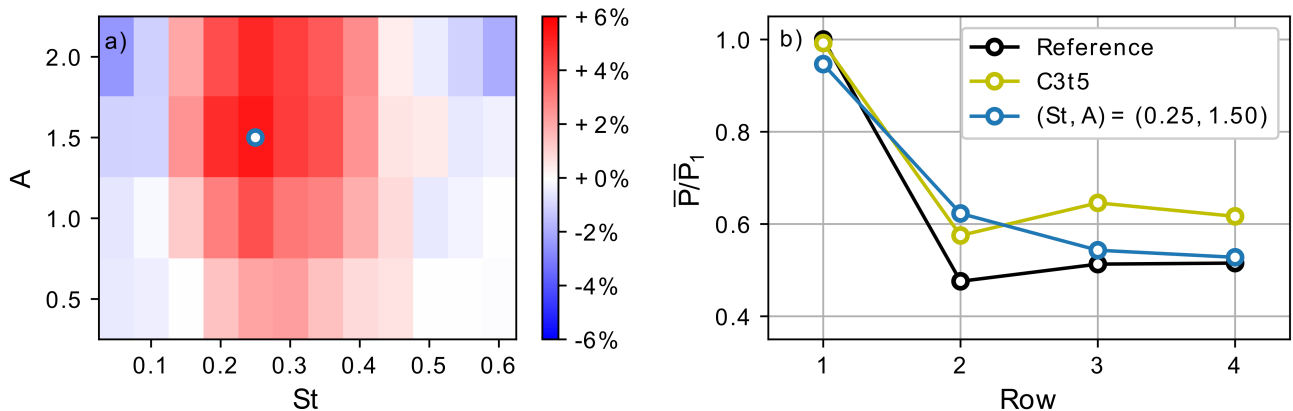 a)
A
2.0
1.5
1.0
0.5
0.1 0.2 0.3 0.4 0.5 0.6
St
+ 6%
+ 4%
+ 2%
+ 0%
-2%
-4%
-6%
b)
P̅/P̅₁
1.0
0.8
0.6
0.4
Reference
C3t5
(St, A) = (0.25, 1.50)
1 2 3 4
Row